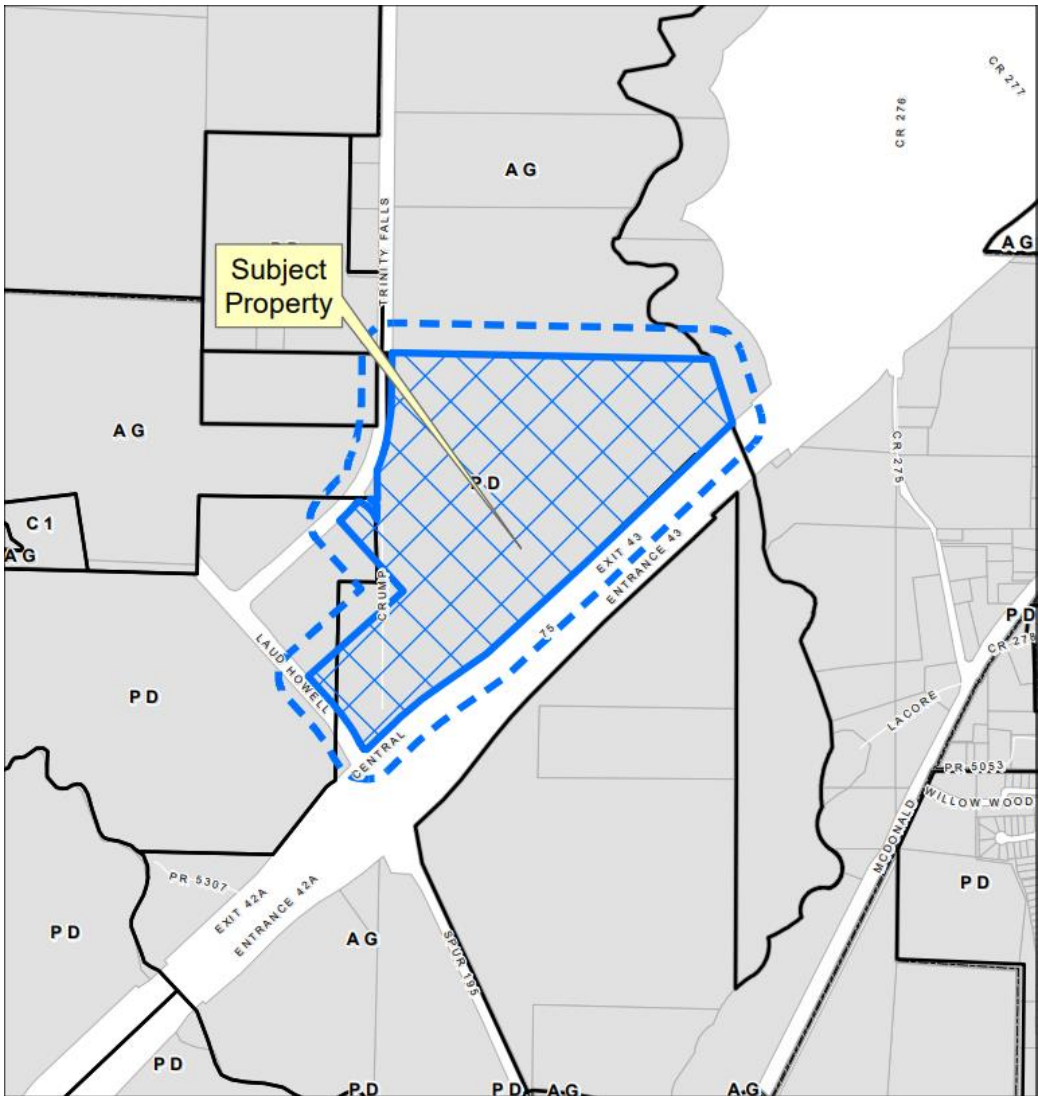 CR 277
CR 276
AG
TRINITY FALLS
AG
Subject
Property
AG
PD
CR 275
C1
AG
EXIT 43
ENTRANCE 43
CRUMP
75
PD
CR 278
LAUD HOWELL
PD
LACORE
CENTRAL
PR 5053
WILLOW WOOD
MCDONALD
PR 5307
PD
EXIT 42A
ENTRANCE 42A
PD
AG
SPUR 195
PD
PD
PD
AG
AG